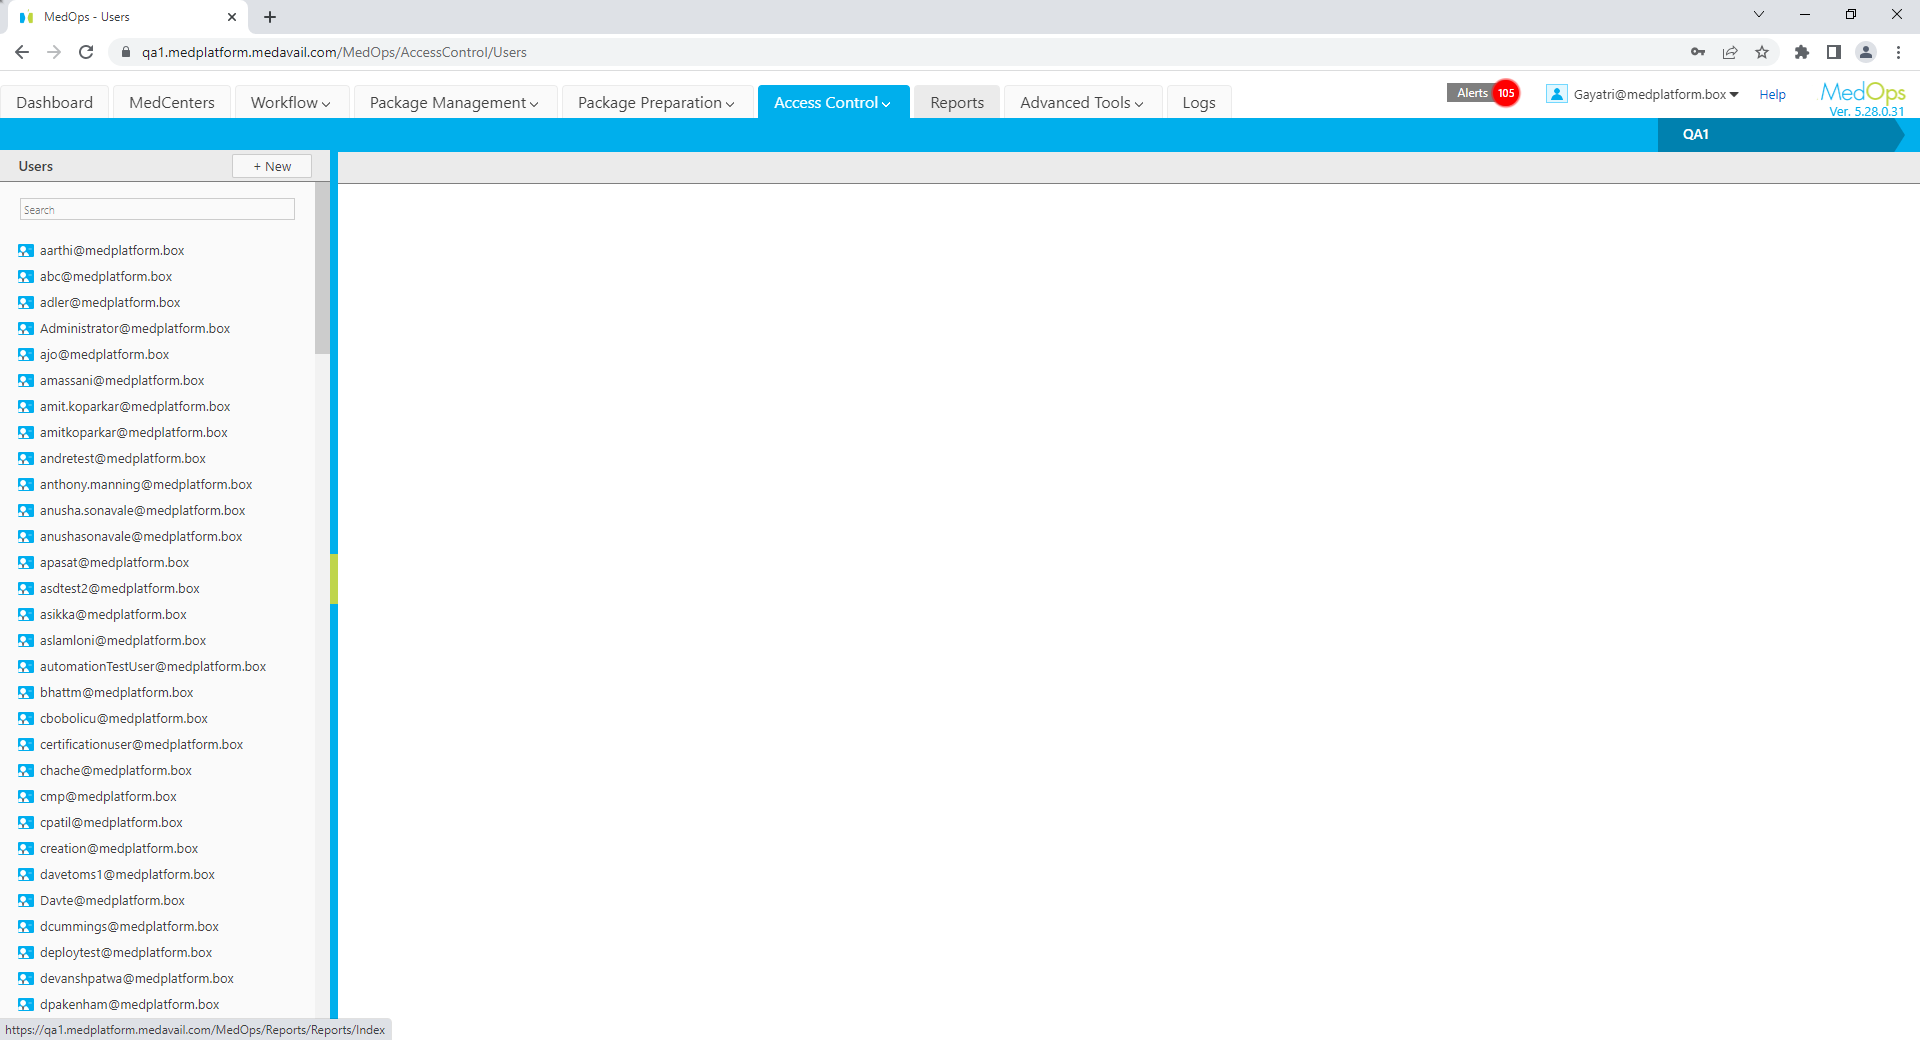 MedOps - Users
qa1.medplatform.medavail.com/MedOps/AccessControl/Users
Dashboard
MedCenters
Workflow
Package Management
Package Preparation
Access Control
Reports
Advanced Tools
Logs
Alerts 105
Gayatri@medplatform.box
Help
MedOps
Ver. 5.28.0.31
QA1
Users
+ New
Search
aarthi@medplatform.box
abc@medplatform.box
adler@medplatform.box
Administrator@medplatform.box
ajo@medplatform.box
amassani@medplatform.box
amit.koparkar@medplatform.box
amitkoparkar@medplatform.box
andretest@medplatform.box
anthony.manning@medplatform.box
anusha.sonavale@medplatform.box
anushasonavale@medplatform.box
apasat@medplatform.box
asdtest2@medplatform.box
asikka@medplatform.box
aslamloni@medplatform.box
automationTestUser@medplatform.box
bhattm@medplatform.box
cbobolicu@medplatform.box
certificationuser@medplatform.box
chache@medplatform.box
cmp@medplatform.box
cpatil@medplatform.box
creation@medplatform.box
davetoms1@medplatform.box
Davte@medplatform.box
dcummings@medplatform.box
deploytest@medplatform.box
devanshpatwa@medplatform.box
dpakenham@medplatform.box
https://qa1.medplatform.medavail.com/MedOps/Reports/Reports/Index